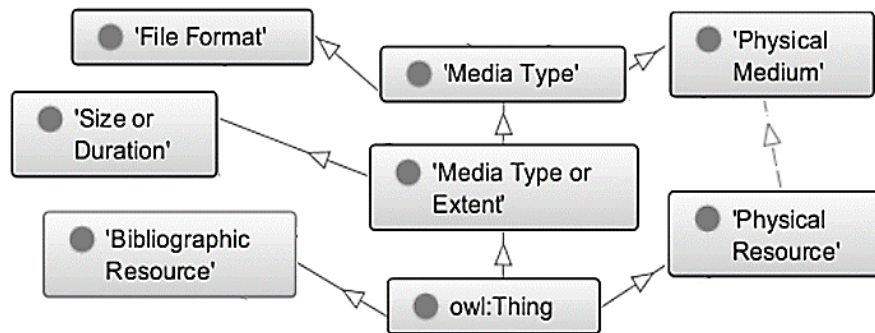 'File Format'
'Media Type'
'Physical
Medium'
'Size or
Duration'
'Media Type or
Extent'
'Bibliographic
Resource'
'Physical
Resource'
owl:Thing